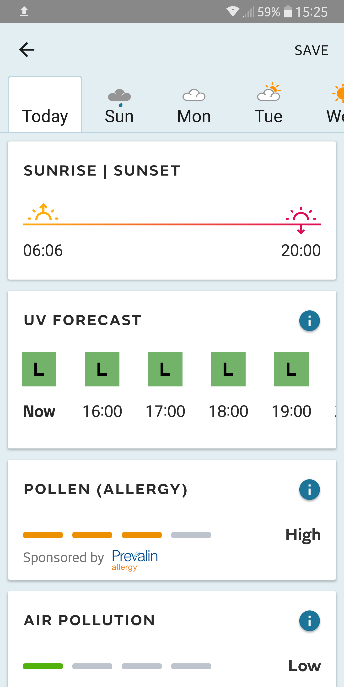 59% 15:25
SAVE
Today Sun Mon Tue We
SUNRISE | SUNSET
06:06 20:00
UV FORECAST i
L L L L L
Now 16:00 17:00 18:00 19:00
POLLEN (ALLERGY) i
High
Sponsored by Prevalin
allergy
AIR POLLUTION i
Low